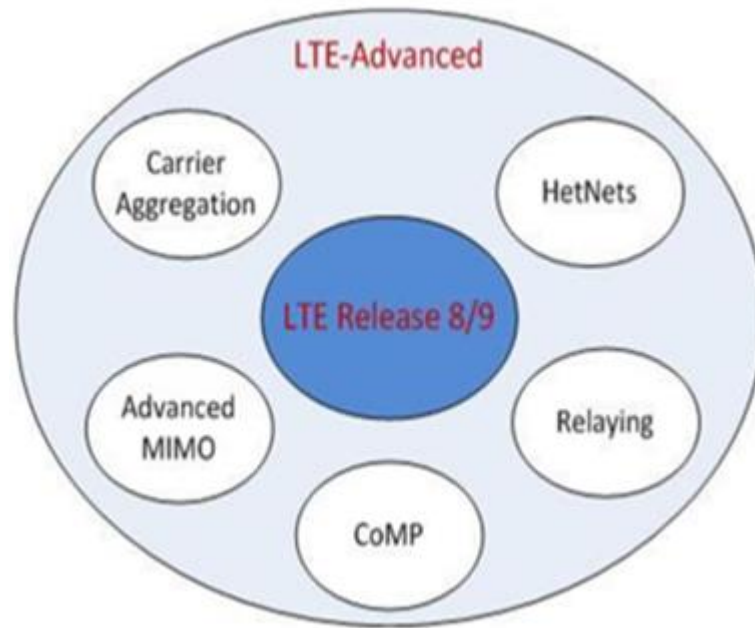 LTE-Advanced
Carrier
Aggregation
HetNets
LTE Release 8/9
Advanced
MIMO
Relaying
CoMP